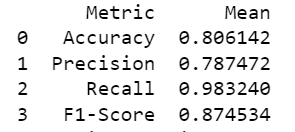 Metric Mean
0 Accuracy 0.806142
1 Precision 0.787472
2 Recall 0.983240
3 F1-Score 0.874534